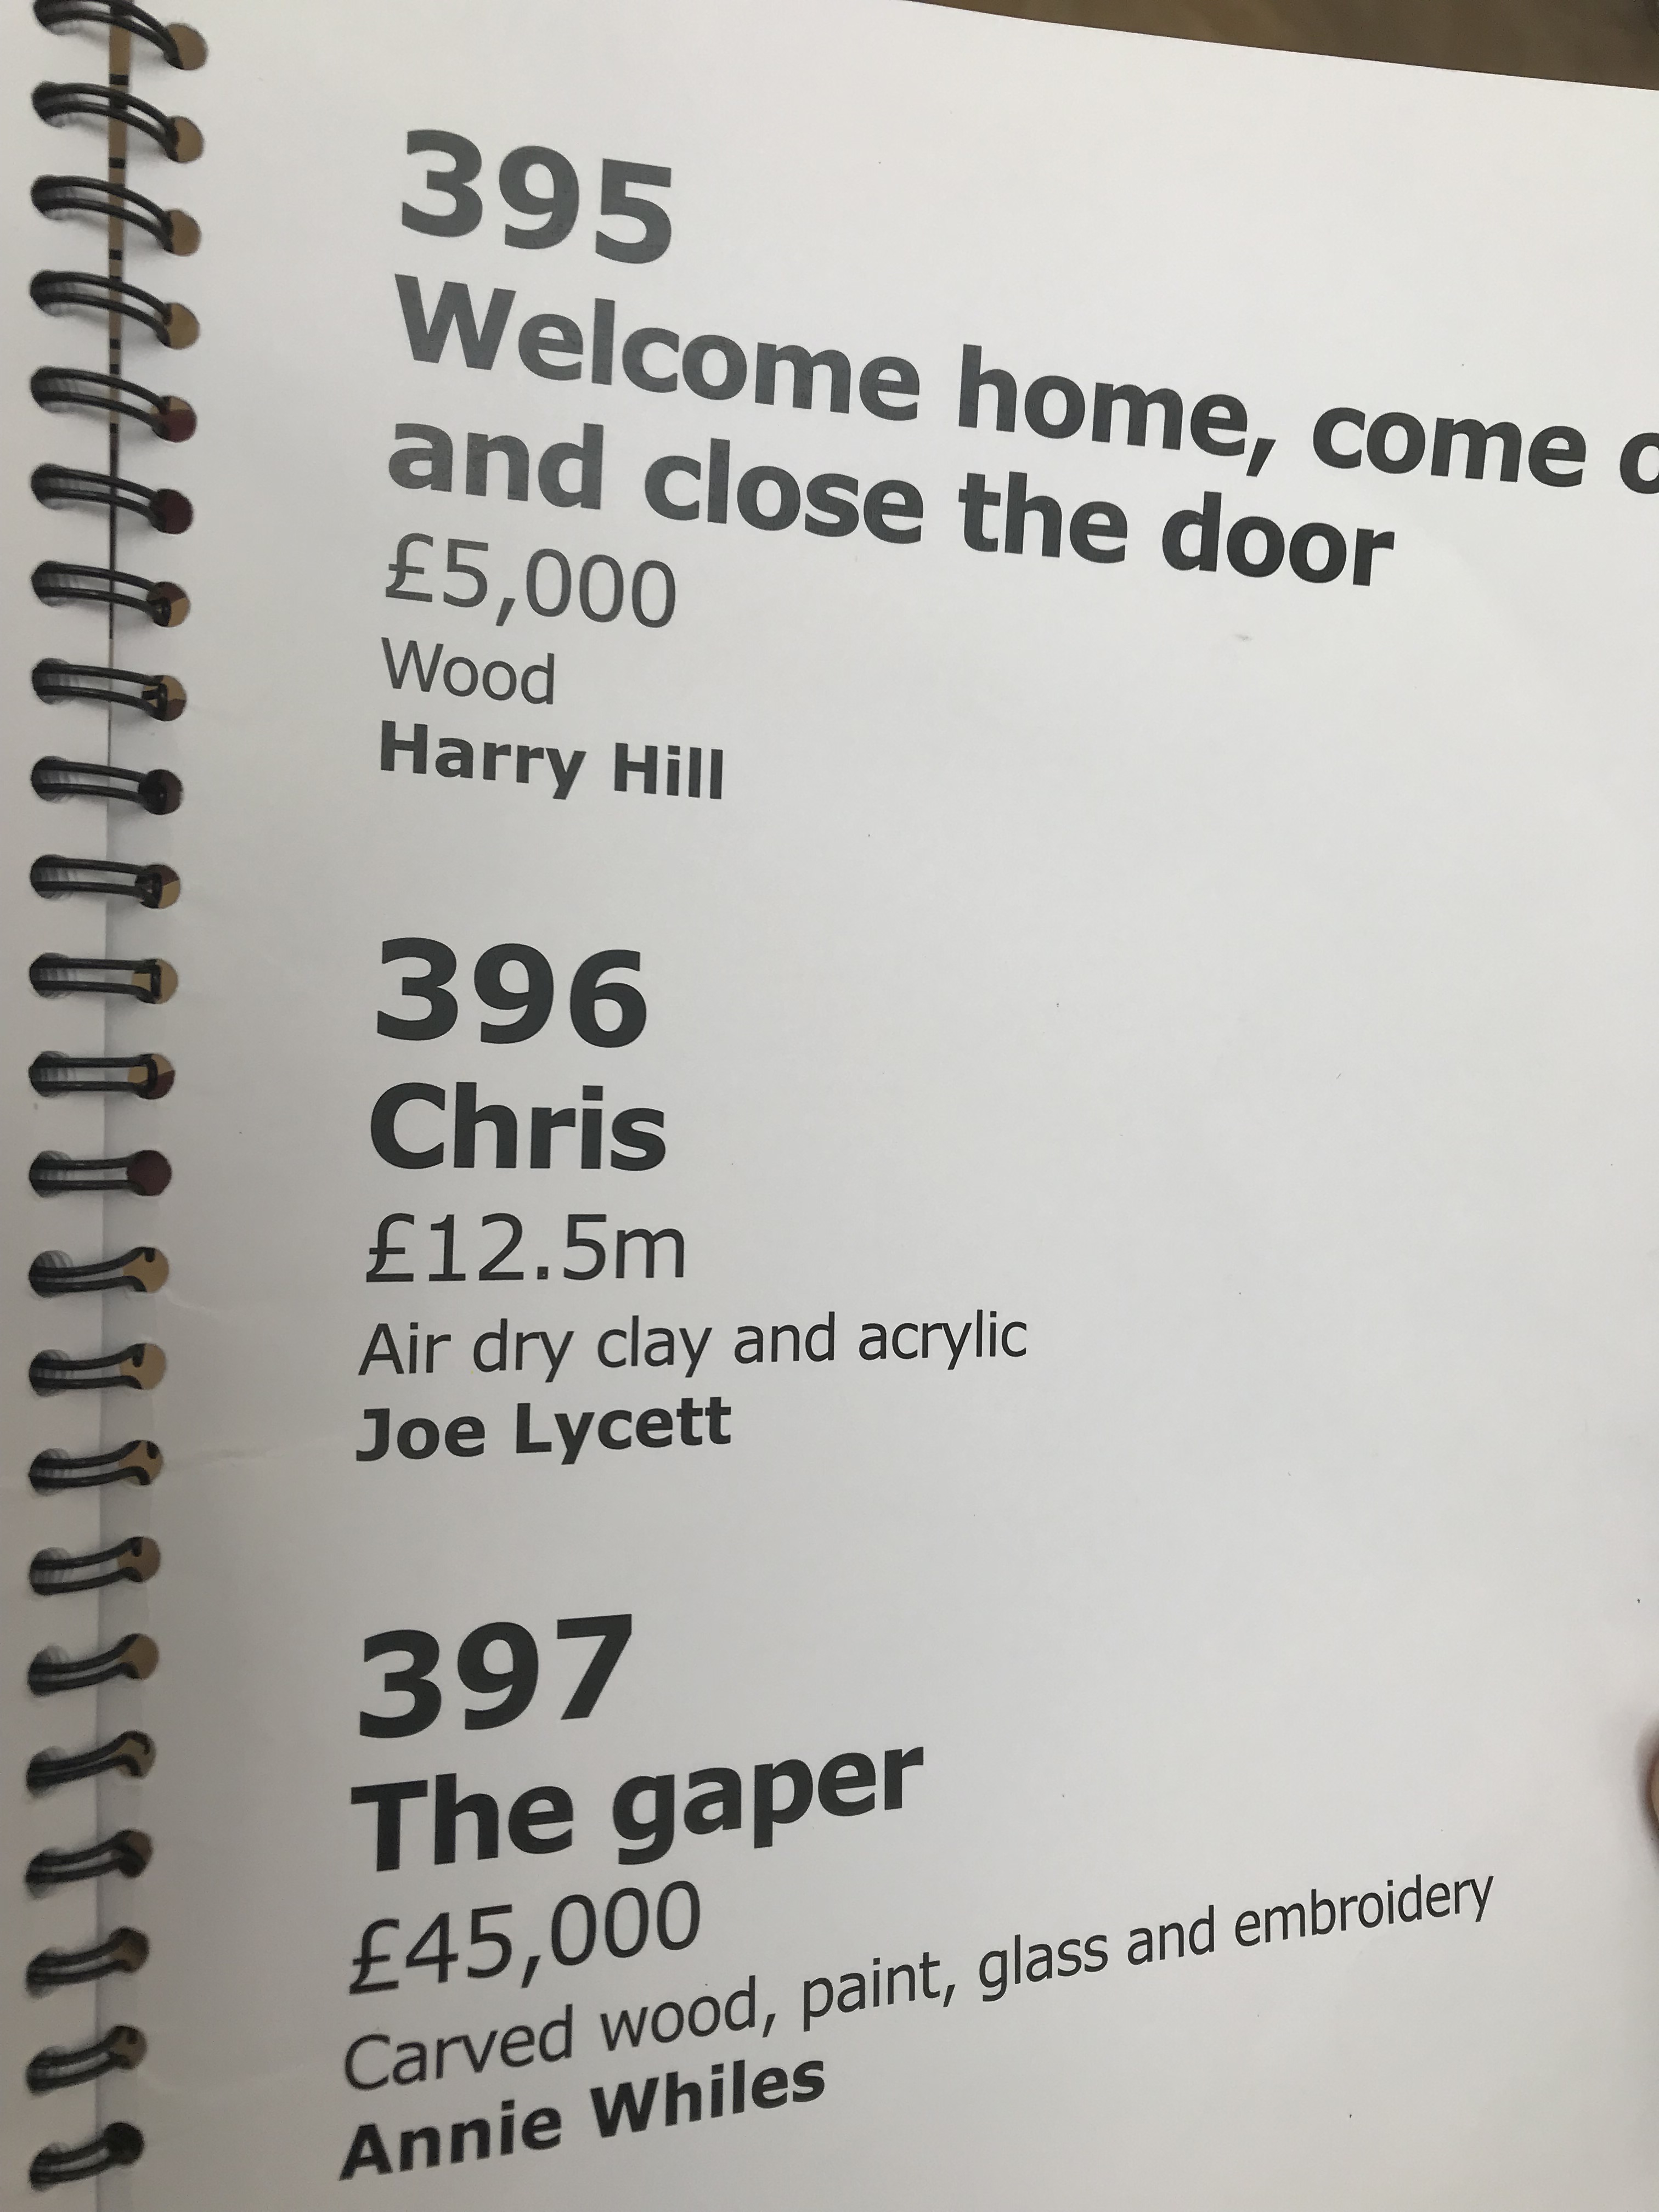 395
Welcome home, come
and close the door
£5,000
Wood
Harry Hill
396
Chris
£12.5m
Air dry clay and acrylic
Joe Lycett
397
The gaper
£45,000
Carved wood, paint, glass and embroidery
Annie Whiles